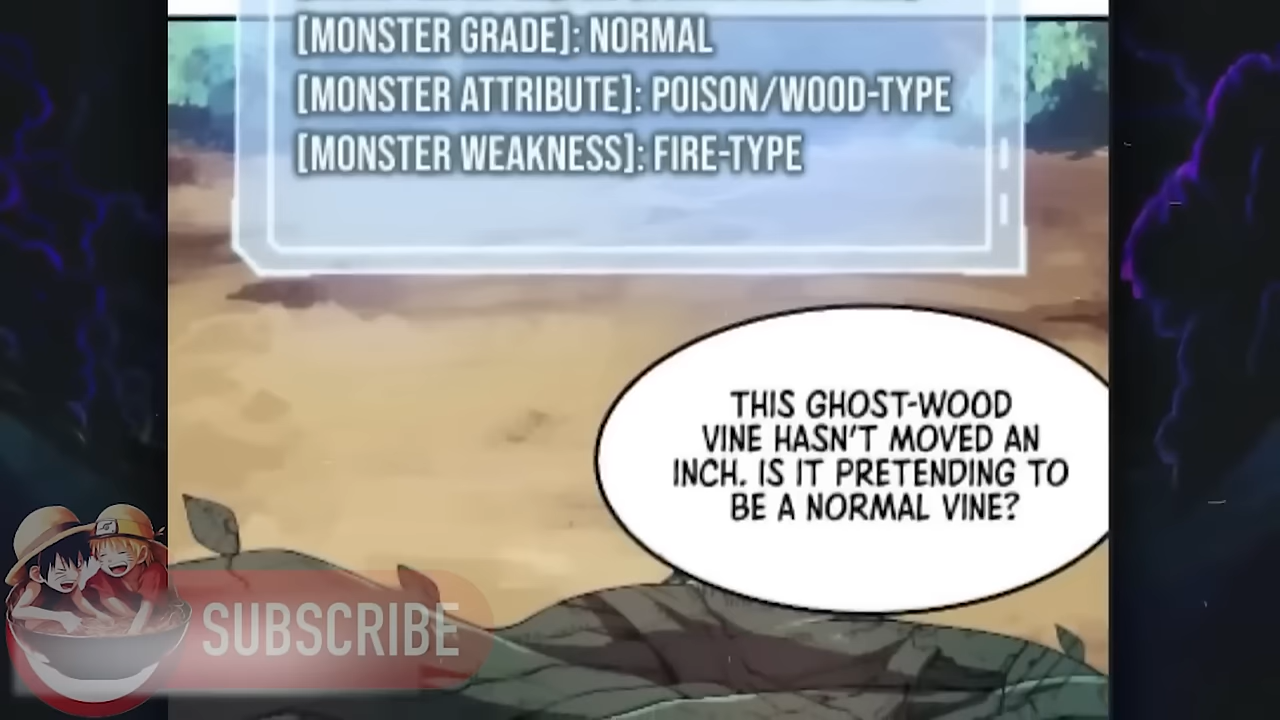 [MONSTER GRADE]: NORMAL
[MONSTER ATTRIBUTE]: POISON/WOOD-TYPE
[MONSTER WEAKNESS]: FIRE-TYPE
THIS GHOST-WOOD
VINE HASN'T MOVED AN
INCH. IS IT PRETENDING TO
BE A NORMAL VINE?
SUBSCRIBE